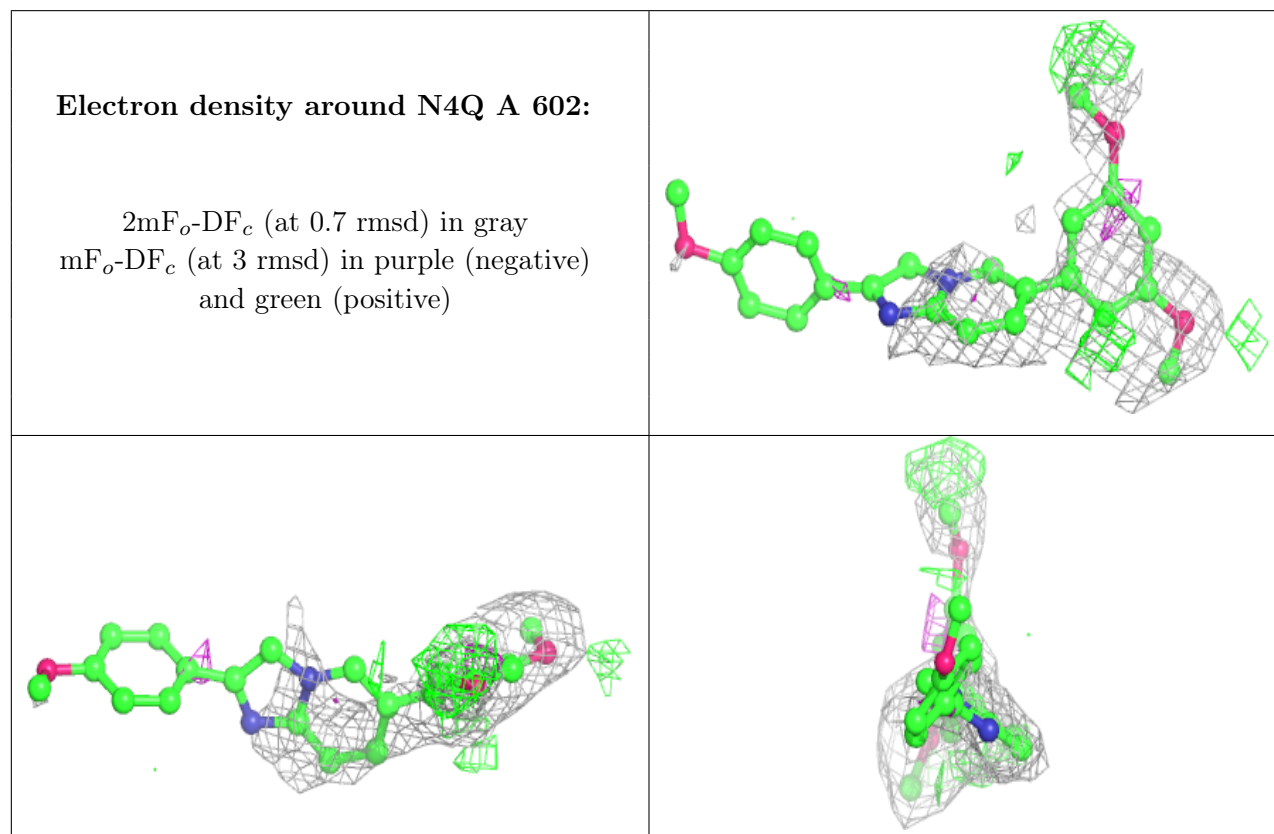 Electron density around N4Q A 602:
2mFₒ-DF𝒸 (at 0.7 rmsd) in gray
mFₒ-DF𝒸 (at 3 rmsd) in purple (negative)
and green (positive)